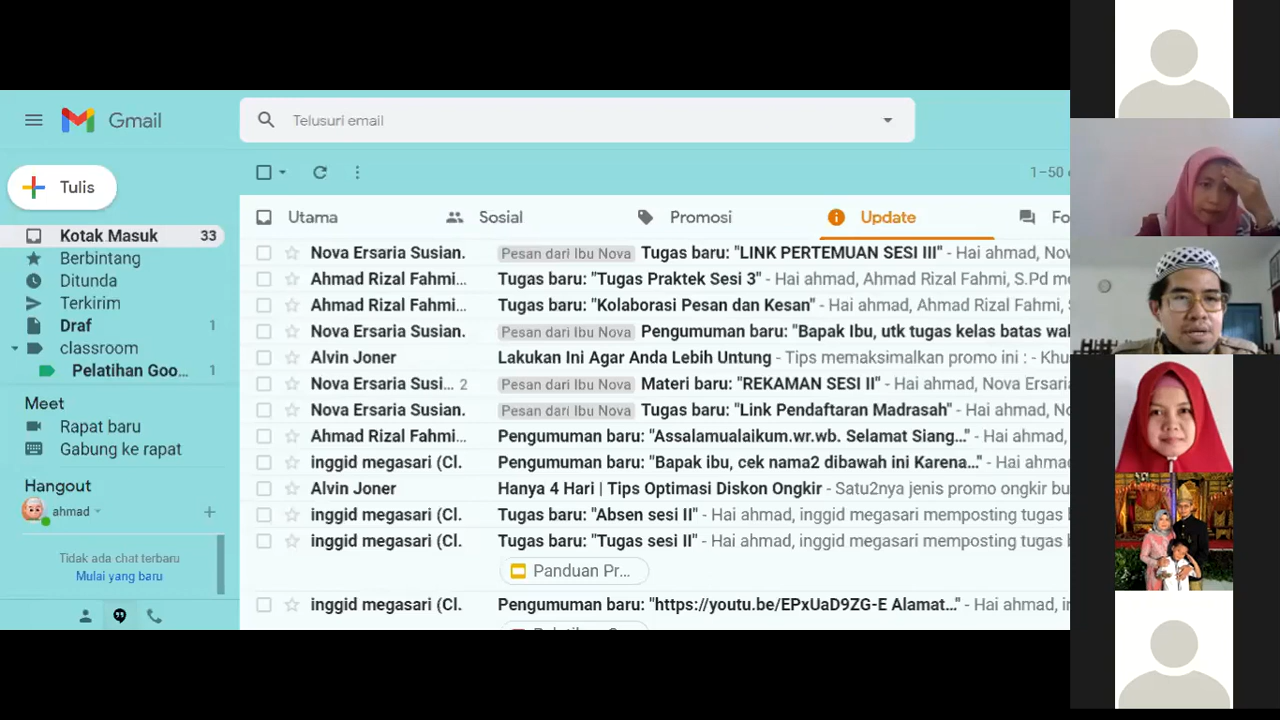 Gmail
Telusuri email
Tulis
1–50
Kotak Masuk 33
Berbintang
Ditunda
Terkirim
Draf 1
classroom
Pelatihan Goo... 1
Meet
Rapat baru
Gabung ke rapat
Hangout
ahmad
Tidak ada chat terbaru
Mulai yang baru
Utama Sosial Promosi Update Fo
Nova Ersaria Susian. Pesan dari Ibu Nova Tugas baru: "LINK PERTEMUAN SESI III" - Hai ahmad, Nov
Ahmad Rizal Fahmi... Tugas baru: "Tugas Praktek Sesi 3" - Hai ahmad, Ahmad Rizal Fahmi, S.Pd m
Ahmad Rizal Fahmi... Tugas baru: "Kolaborasi Pesan dan Kesan" - Hai ahmad, Ahmad Rizal Fahm
Nova Ersaria Susian. Pesan dari Ibu Nova Pengumuman baru: "Bapak Ibu, utk tugas kelas batas wa
Alvin Joner Lakukan Ini Agar Anda Lebih Untung - Tips memaksimalkan promo ini : - Khu
Nova Ersaria Susi... 2 Pesan dari Ibu Nova Materi baru: "REKAMAN SESI II" - Hai ahmad, Nova Ersaria
Nova Ersaria Susian. Pesan dari Ibu Nova Tugas baru: "Link Pendaftaran Madrasah" - Hai ahmad, N
Ahmad Rizal Fahmi... Pengumuman baru: "Assalamualaikum.wr.wb. Selamat Siang..." - Hai ahmad,
inggid megasari (Cl. Pengumuman baru: "Bapak ibu, cek nama2 dibawah ini Karena..." - Hai ahmad,
Alvin Joner Hanya 4 Hari | Tips Optimasi Diskon Ongkir - Satu2nya jenis promo ongkir bu
inggid megasari (Cl. Tugas baru: "Absen sesi II" - Hai ahmad, inggid megasari memposting tugas b
inggid megasari (Cl. Tugas baru: "Tugas sesi II" - Hai ahmad, inggid megasari memposting tugas b
Panduan Pr...
inggid megasari (Cl. Pengumuman baru: "https://youtu.be/EPxUaD9ZG-E Alamat..." - Hai ahmad, in